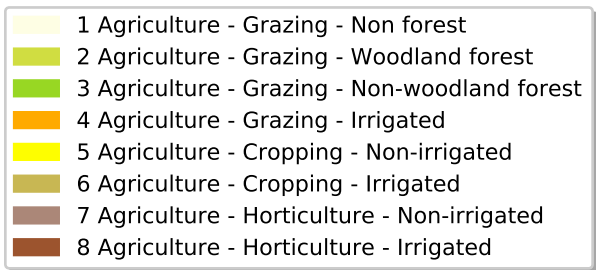 1 Agriculture - Grazing - Non forest
2 Agriculture - Grazing - Woodland forest
3 Agriculture - Grazing - Non-woodland forest
4 Agriculture - Grazing - Irrigated
5 Agriculture - Cropping - Non-irrigated
6 Agriculture - Cropping - Irrigated
7 Agriculture - Horticulture - Non-irrigated
8 Agriculture - Horticulture - Irrigated